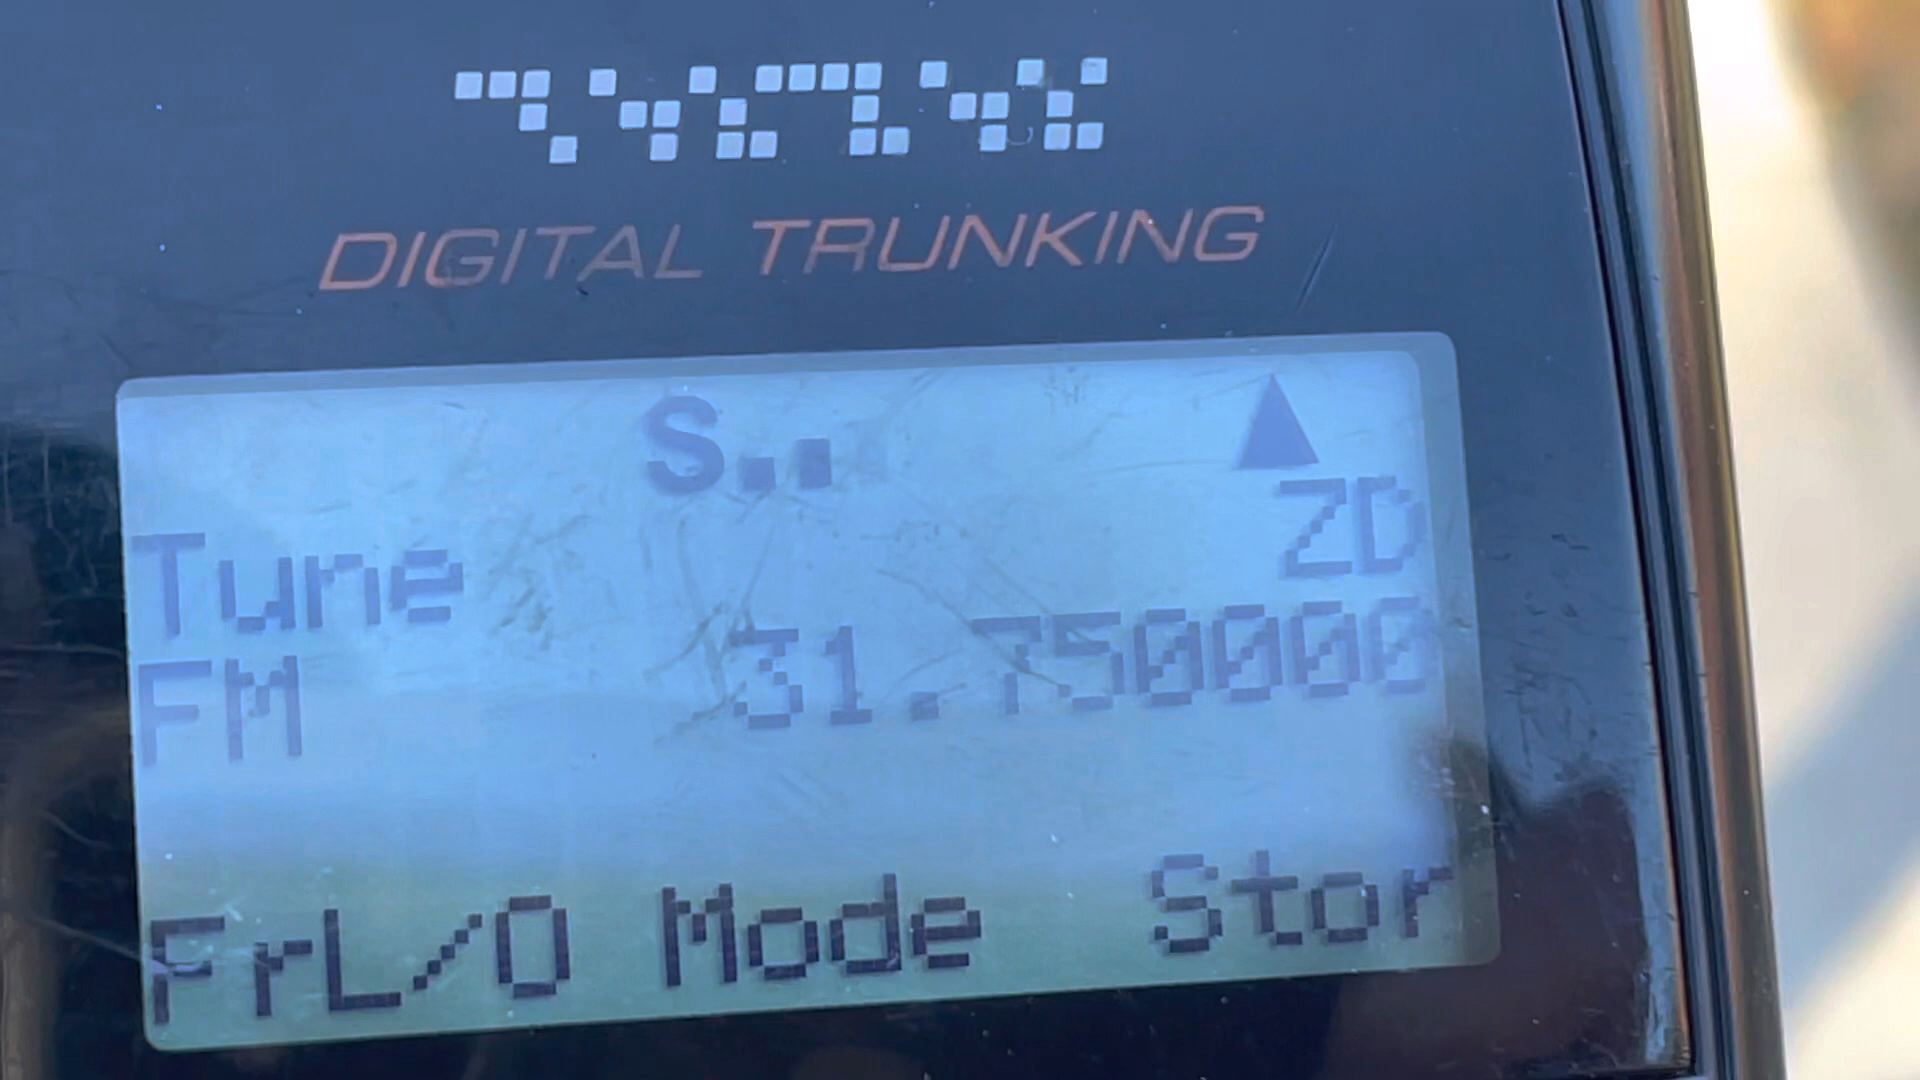 DIGITAL TRUNKING
S..
ZD
Tune
FM 31.750000
FrL/O Mode Stor